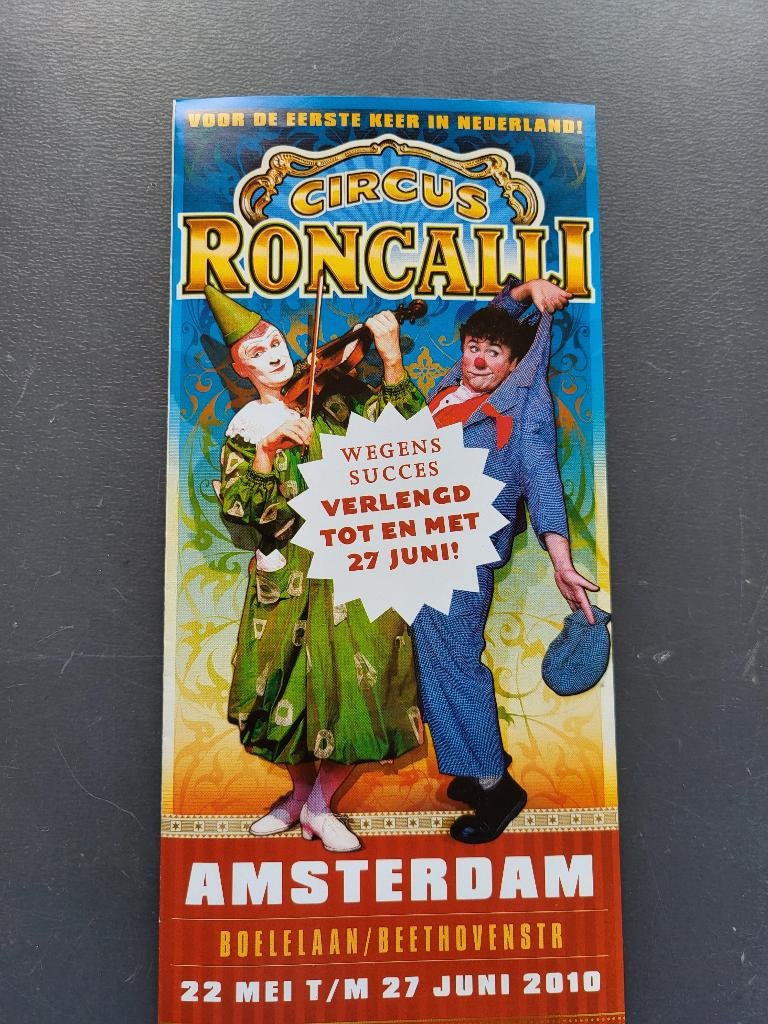 VOOR DE EERSTE KEER IN NEDERLAND!
CIRCUS
RONCALLI
WEGENS
SUCCES
VERLENGD
TOT EN MET
27 JUNI!
AMSTERDAM
BOELELAAN/BEETHOVENSTR
22 MEI T/M 27 JUNI 2010